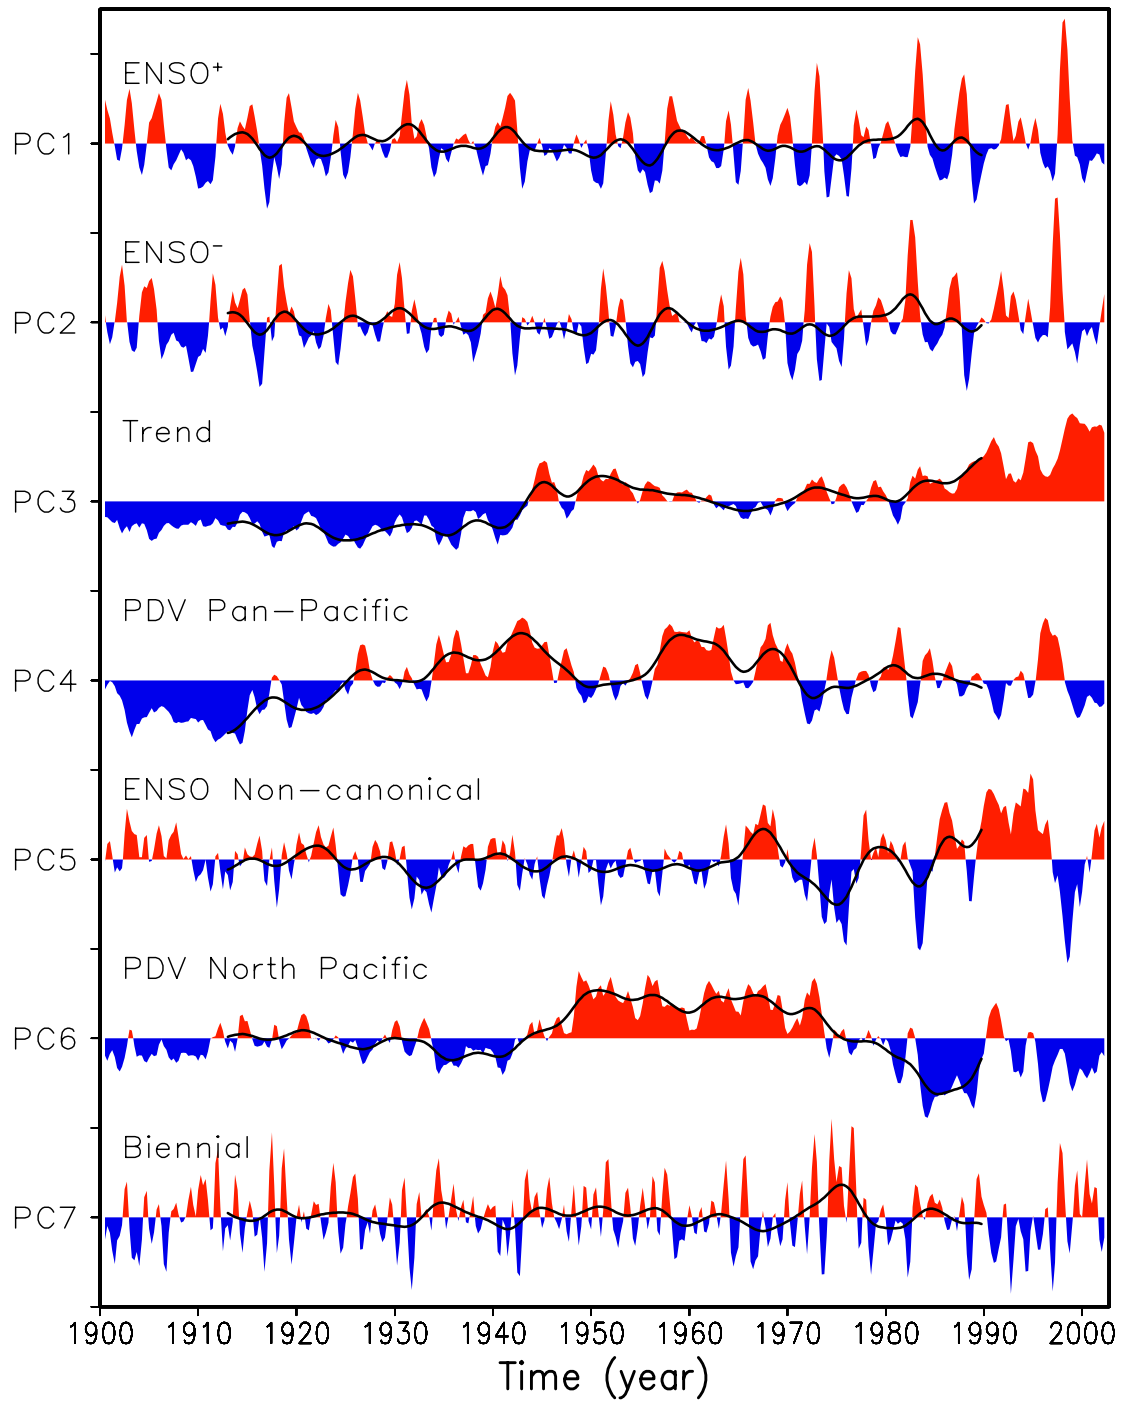 ENSO⁺
PC1
ENSO⁻
PC2
Trend
PC3
PDV Pan-Pacific
PC4
ENSO Non-canonical
PC5
PDV North Pacific
PC6
Biennial
PC7
1900 1910 1920 1930 1940 1950 1960 1970 1980 1990 2000
Time (year)